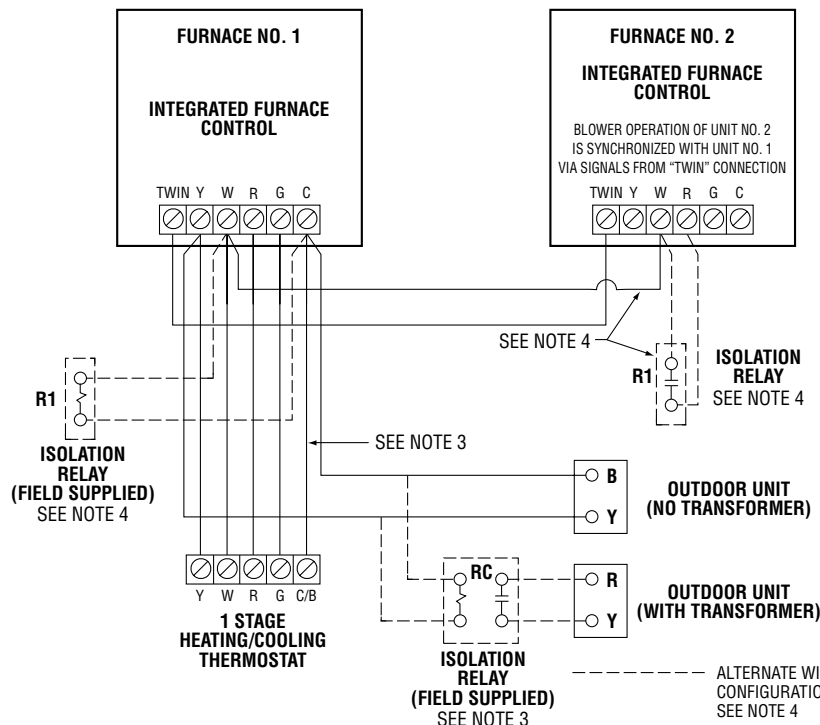 FURNACE NO. 1
INTEGRATED FURNACE
CONTROL
TWIN Y W R G C
FURNACE NO. 2
INTEGRATED FURNACE
CONTROL
BLOWER OPERATION OF UNIT NO. 2
IS SYNCHRONIZED WITH UNIT NO. 1
VIA SIGNALS FROM “TWIN” CONNECTION
TWIN Y W R G C
SEE NOTE 4
R1
ISOLATION
RELAY
SEE NOTE 4
R1
ISOLATION
RELAY
(FIELD SUPPLIED)
SEE NOTE 4
SEE NOTE 3
B
Y
OUTDOOR UNIT
(NO TRANSFORMER)
RC
R
Y
OUTDOOR UNIT
(WITH TRANSFORMER)
Y W R G C/B
1 STAGE
HEATING/COOLING
THERMOSTAT
ISOLATION
RELAY
(FIELD SUPPLIED)
SEE NOTE 3
ALTERNATE
SEE NOTE 4